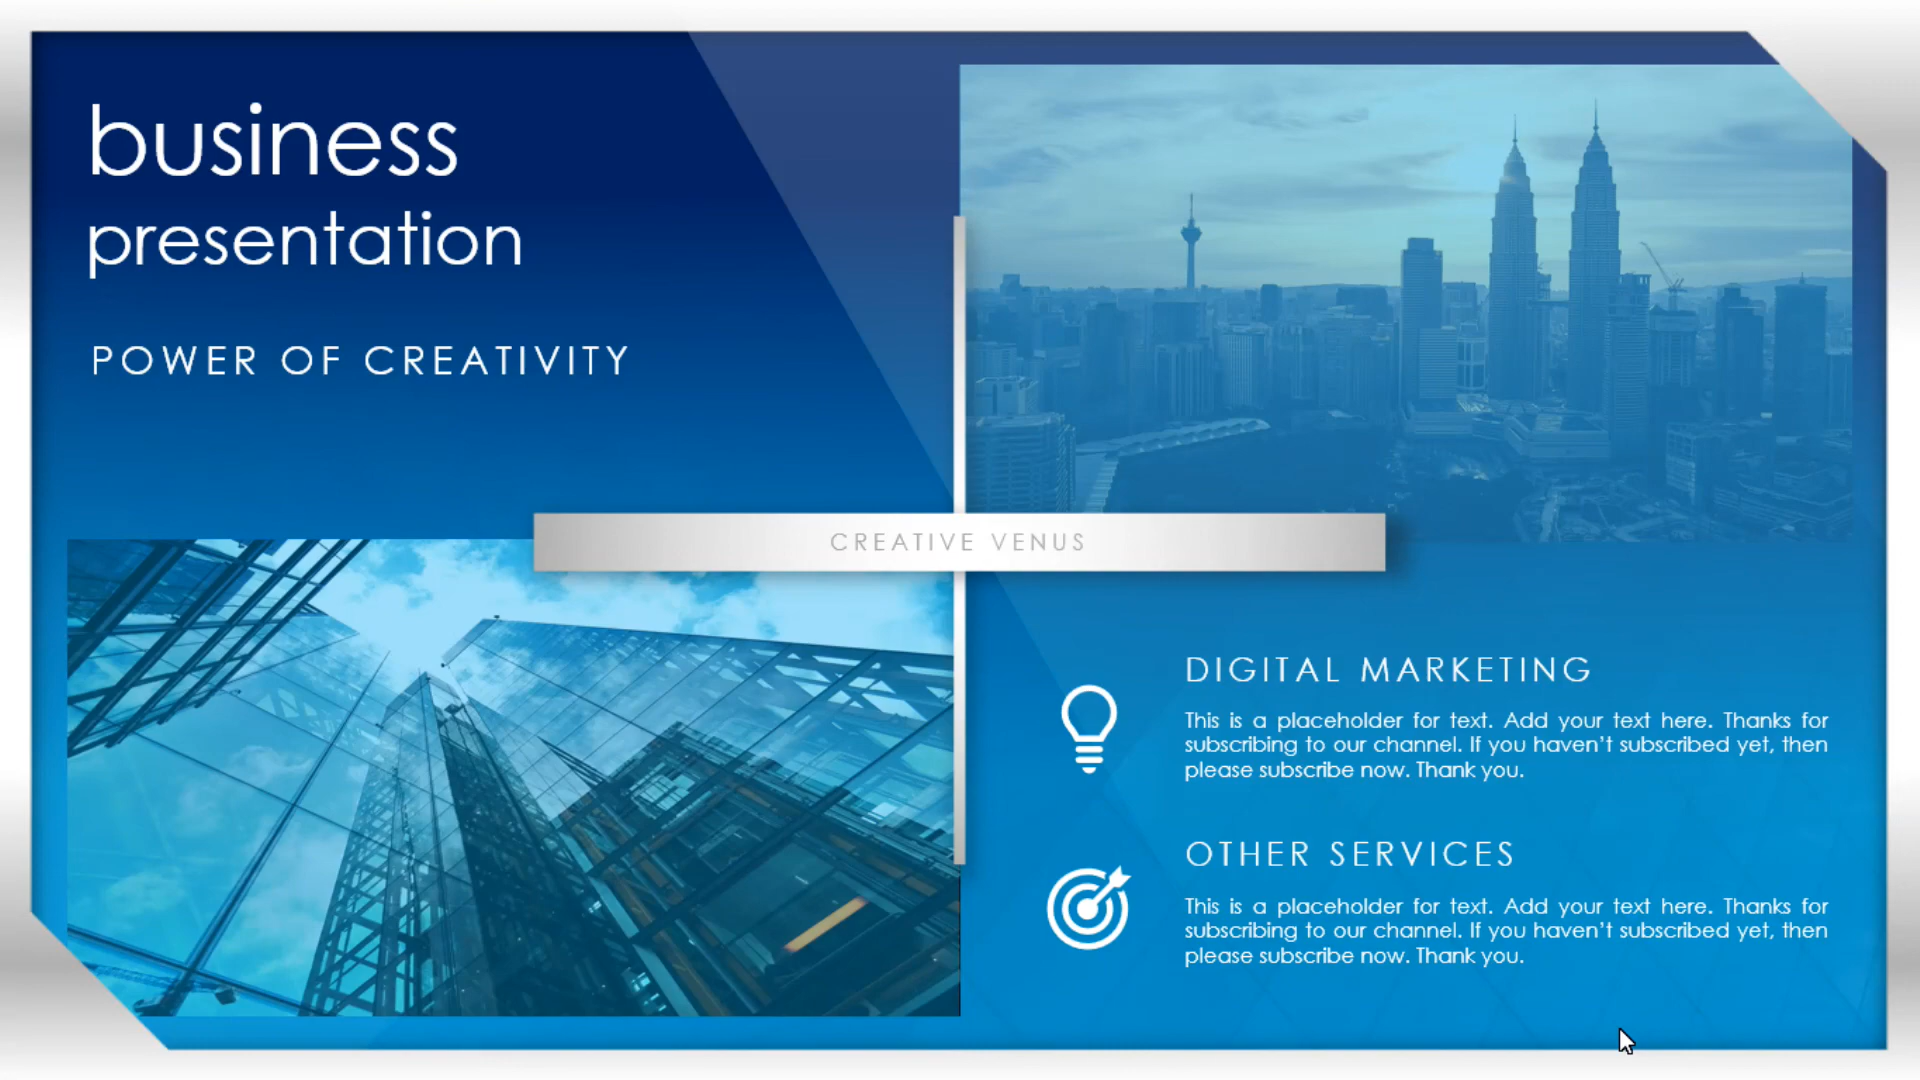 business
presentation
POWER OF CREATIVITY
CREATIVE VENUS
DIGITAL MARKETING
This is a placeholder for text. Add your text here. Thanks for
subscribing to our channel. If you haven't subscribed yet, then
please subscribe now. Thank you.
OTHER SERVICES
This is a placeholder for text. Add your text here. Thanks for
subscribing to our channel. If you haven't subscribed yet, then
please subscribe now. Thank you.